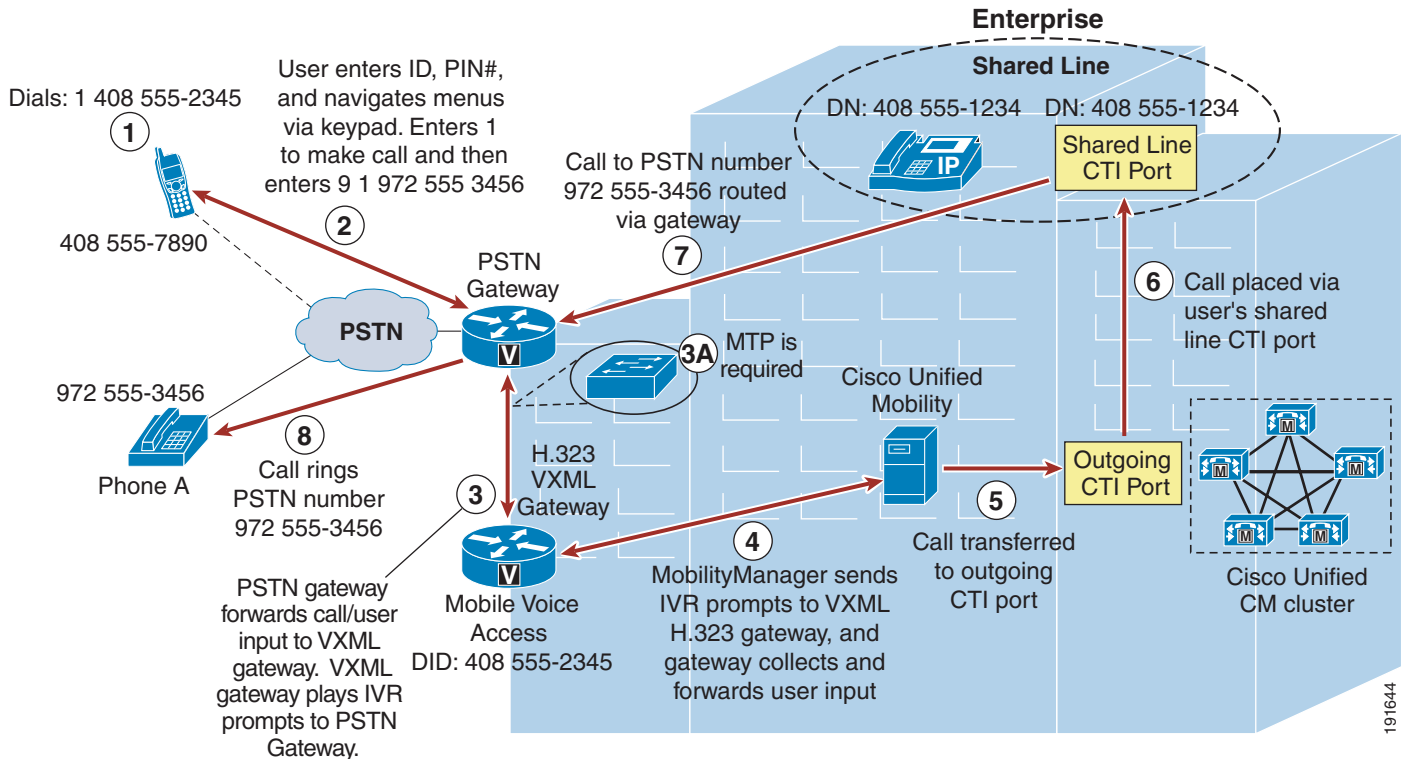 Enterprise
Shared Line
DN: 408 555-1234
DN: 408 555-1234
IP
Shared Line
CTI Port
Dials: 1 408 555-2345
1
408 555-7890
User enters ID, PIN#,
and navigates menus
via keypad. Enters 1
to make call and then
enters 9 1 972 555 3456
2
Call to PSTN number
972 555-3456 routed
via gateway
7
6
Call placed via
user's shared
line CTI port
PSTN
Gateway
V
PSTN
3A
MTP is
required
972 555-3456
Phone A
8
Call rings
PSTN number
972 555-3456
3
H.323
VXML
Gateway
Cisco Unified
Mobility
5
Call transferred
to outgoing
CTI port
Outgoing
CTI Port
M
M
M
M
M
Cisco Unified
CM cluster
4
MobilityManager sends
IVR prompts to VXML
H.323 gateway, and
gateway collects and
forwards user input
V
Mobile Voice
Access
DID: 408 555-2345
PSTN gateway
forwards call/user
input to VXML
gateway. VXML
gateway plays IVR
prompts to PSTN
Gateway.
191644